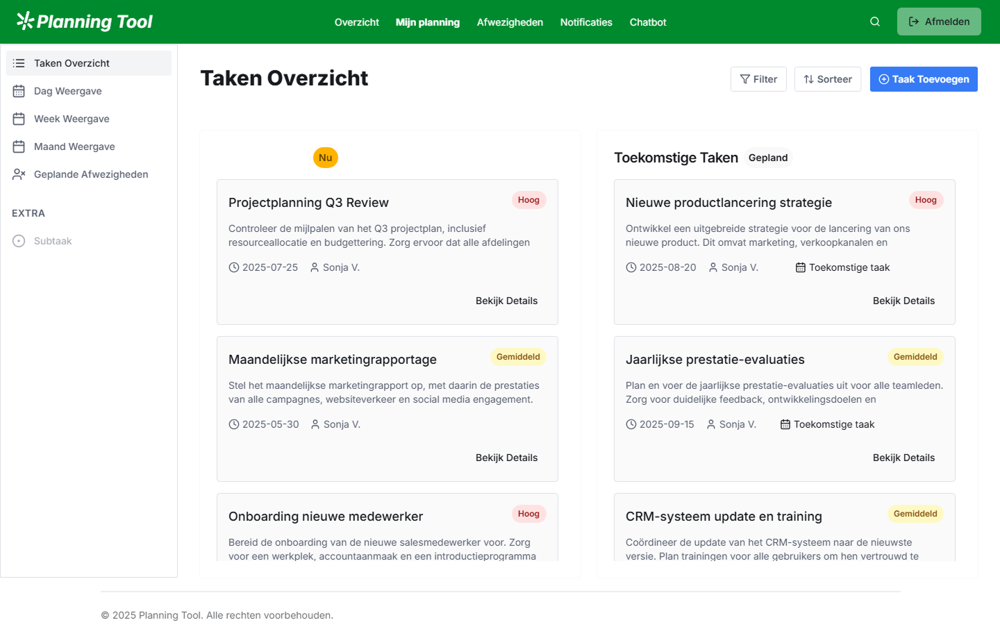 Planning Tool
Overzicht
Mijn planning
Afwezigheden
Notificaties
Chatbot
Afmelden
Taken Overzicht
Dag Weergave
Week Weergave
Maand Weergave
Geplande Afwezigheden
EXTRA
Subtaak
Taken Overzicht
Filter
Sorteer
Taak Toevoegen
Nu
Projectplanning Q3 Review
Hoog
Controleer de mijlpalen van het Q3 projectplan, inclusief
resourceallocatie en budgettering. Zorg ervoor dat alle afdelingen
2025-07-25
Sonja V.
Bekijk Details
Maandelijkse marketingrapportage
Gemiddeld
Stel het maandelijkse marketingrapport op, met daarin de prestaties
van alle campagnes, websiteverkeer en social media engagement.
2025-05-30
Sonja V.
Bekijk Details
Onboarding nieuwe medewerker
Hoog
Bereid de onboarding van de nieuwe salesmedewerker voor. Zorg
voor een werkplek, accountaanmaak en een introductieprogramma
Toekomstige Taken
Gepland
Nieuwe productlancering strategie
Hoog
Ontwikkel een uitgebreide strategie voor de lancering van ons
nieuwe product. Dit omvat marketing, verkoopkanalen en
2025-08-20
Sonja V.
Toekomstige taak
Bekijk Details
Jaarlijkse prestatie-evaluaties
Gemiddeld
Plan en voer de jaarlijkse prestatie-evaluaties uit voor alle teamleden.
Zorg voor duidelijke feedback, ontwikkelingsdoelen en
2025-09-15
Sonja V.
Toekomstige taak
Bekijk Details
CRM-systeem update en training
Gemiddeld
Coördineer de update van het CRM-systeem naar de nieuwste
versie. Plan trainingen voor alle gebruikers om hen vertrouwd te
© 2025 Planning Tool. Alle rechten voorbehouden.